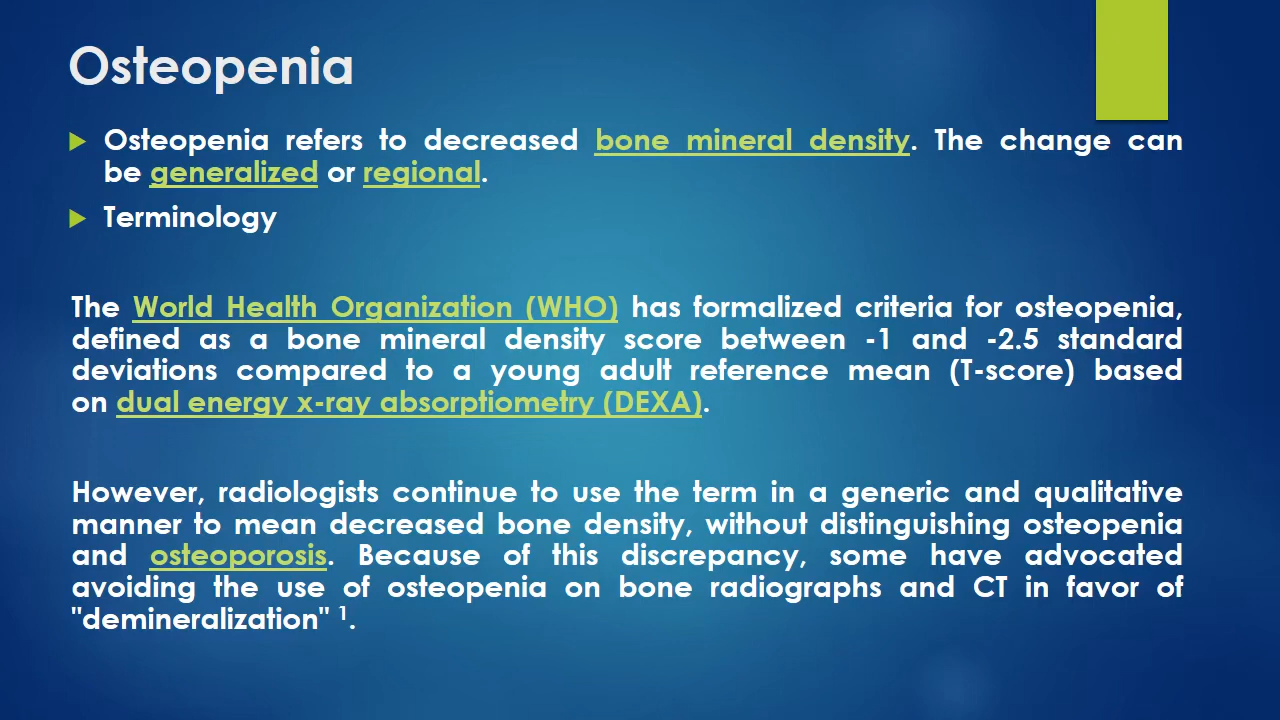 Osteopenia
Osteopenia refers to decreased bone mineral density. The change can
be generalized or regional.
Terminology
The World Health Organization (WHO) has formalized criteria for osteopenia,
defined as a bone mineral density score between -1 and -2.5 standard
deviations compared to a young adult reference mean (T-score) based
on dual energy x-ray absorptiometry (DEXA).
However, radiologists continue to use the term in a generic and qualitative
manner to mean decreased bone density, without distinguishing osteopenia
and osteoporosis. Because of this discrepancy, some have advocated
avoiding the use of osteopenia on bone radiographs and CT in favor of
"demineralization" 1.